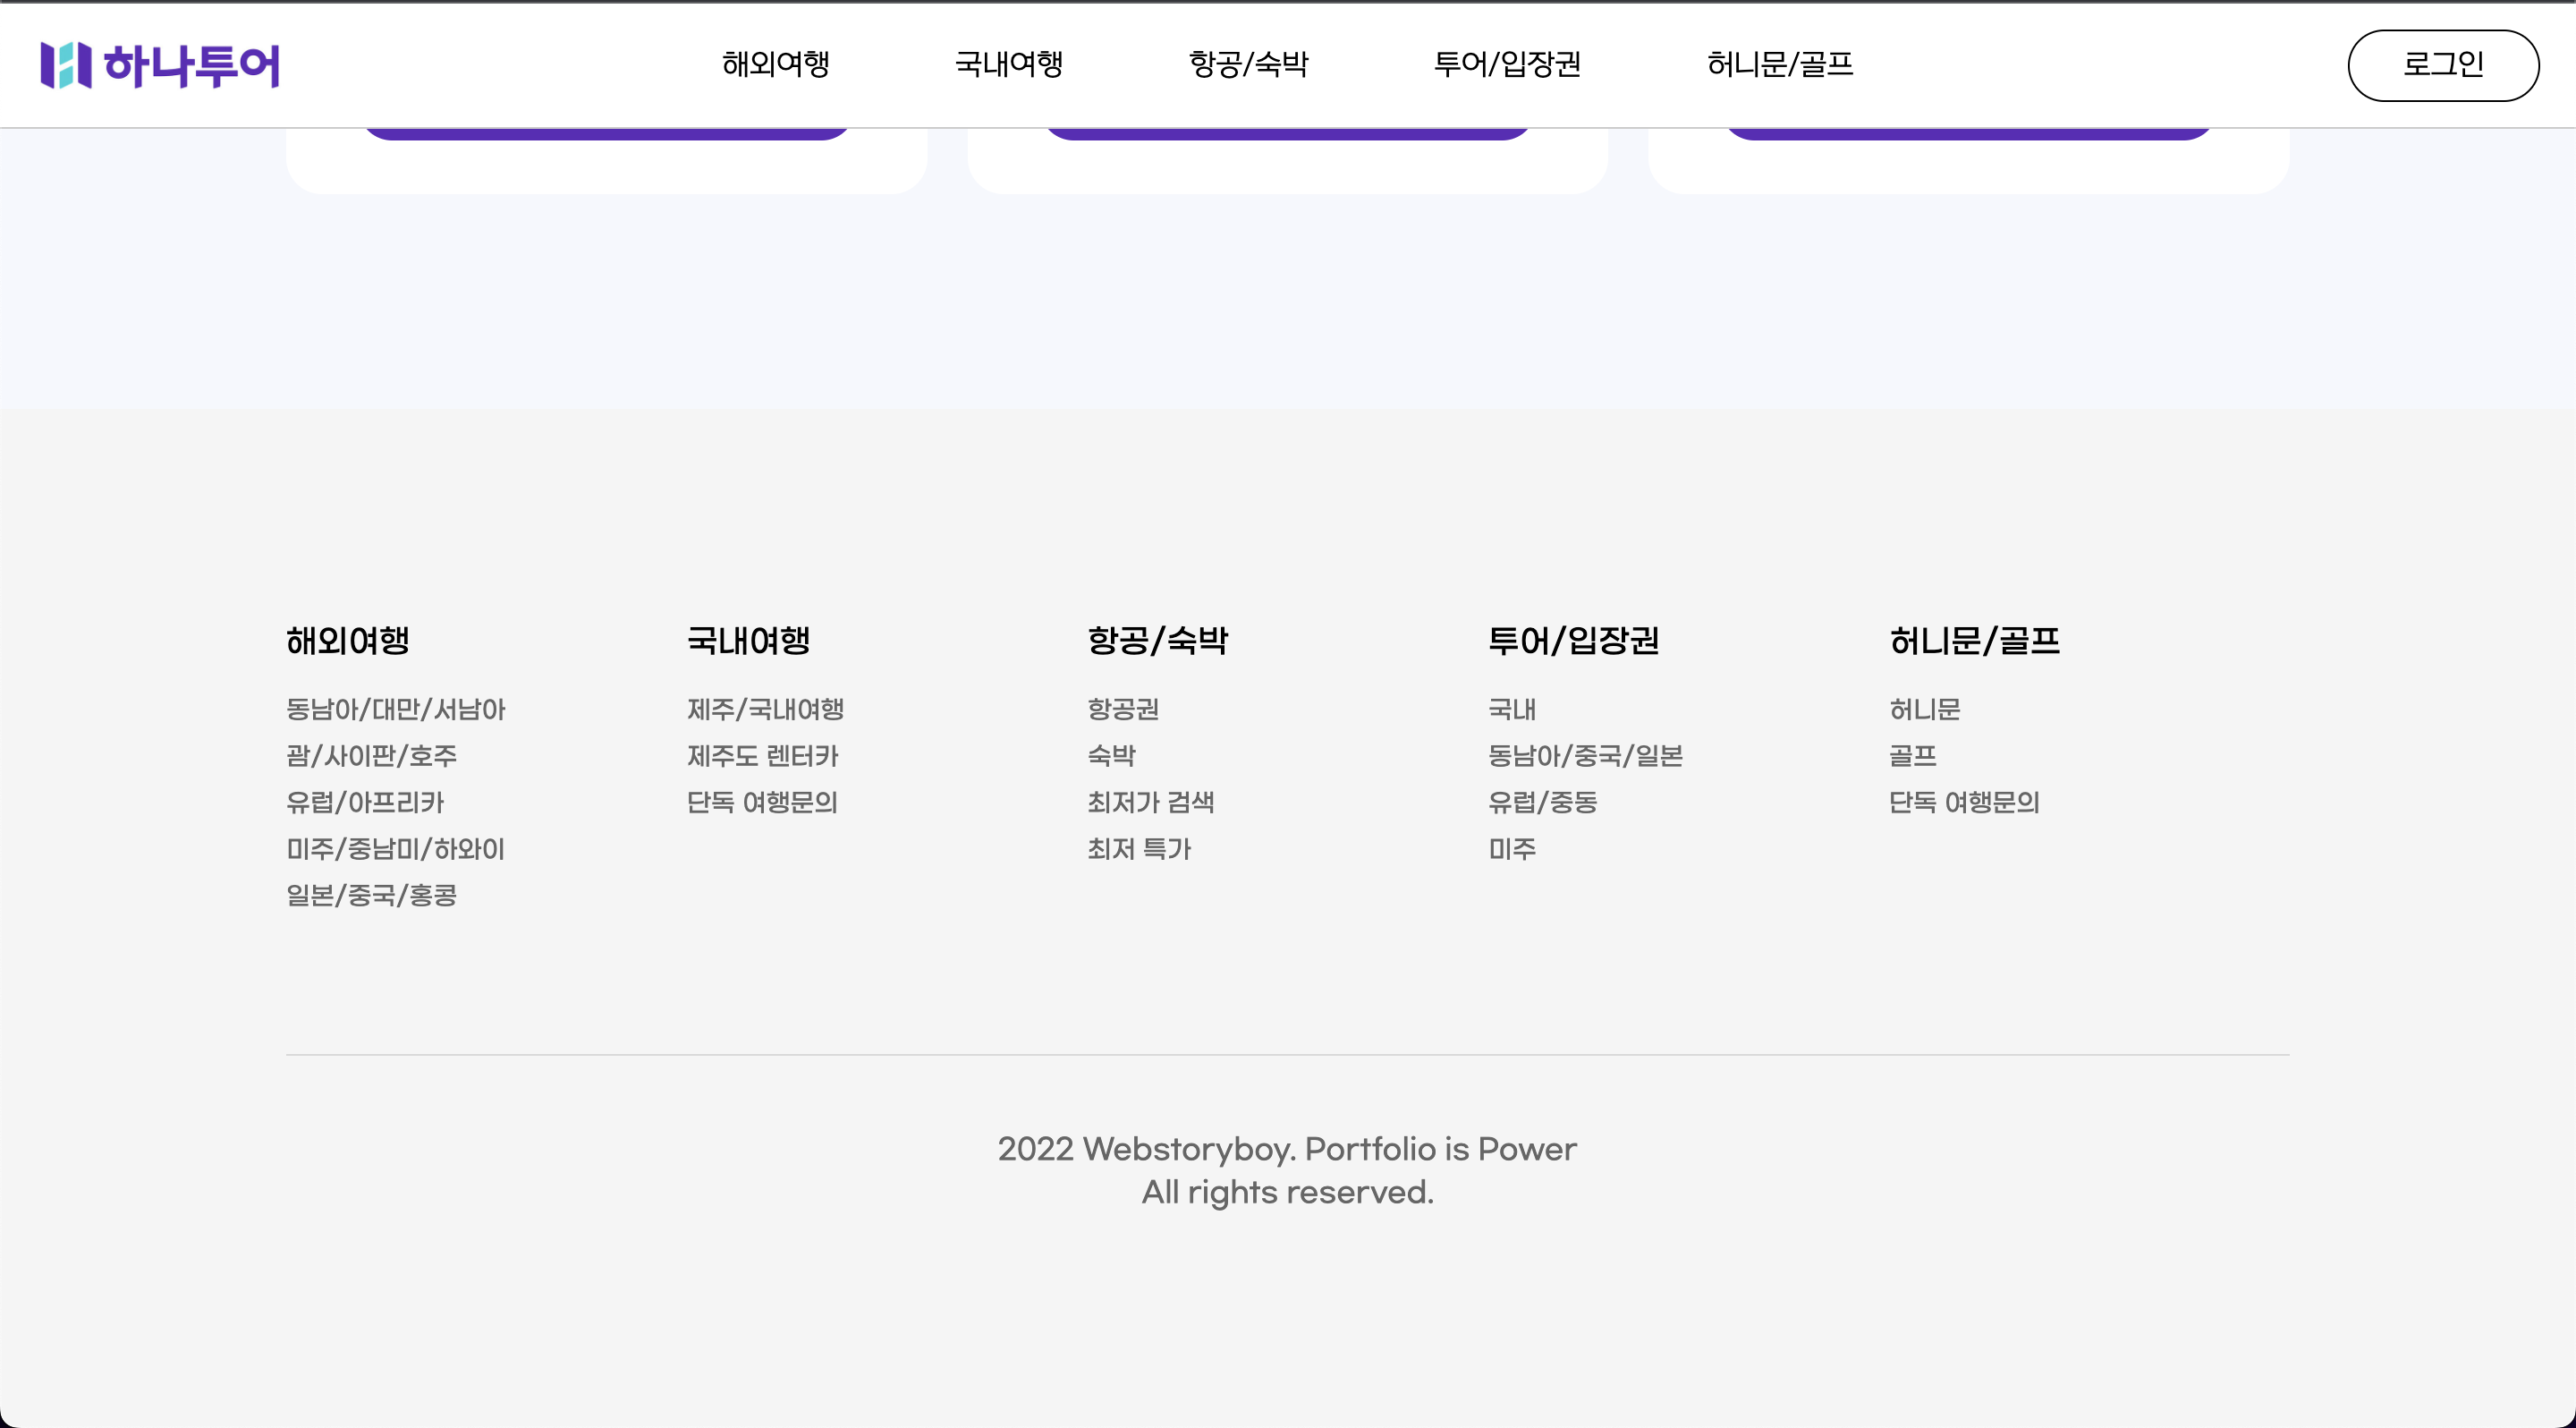 하나투어
해외여행 국내여행 항공/숙박 투어/입장권 허니문/골프
로그인
해외여행
동남아/대만/서남아
괌/사이판/호주
유럽/아프리카
미주/중남미/하와이
일본/중국/홍콩
국내여행
제주/국내여행
제주도 렌터카
단독 여행문의
항공/숙박
항공권
숙박
최저가 검색
최저 특가
투어/입장권
국내
동남아/중국/일본
유럽/중동
미주
허니문/골프
허니문
골프
단독 여행문의
2022 Webstoryboy. Portfolio is Power
All rights reserved.